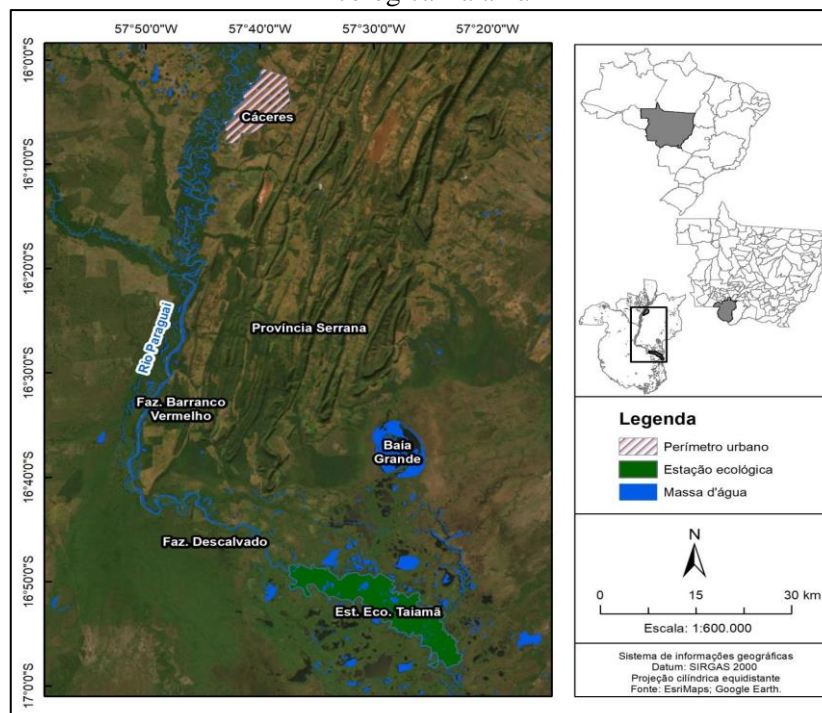 ecológica Taiamã
57°50'0"W 57°40'0"W 57°30'0"W 57°20'0"W
16°0'0"S
16°10'0"S
16°20'0"S
16°30'0"S
16°40'0"S
16°50'0"S
17°0'0"S
Cáceres
Província Serrana
Rio Paraguai
Faz. Barranco
Vermelho
Baía
Grande
Faz. Descalvado
Est. Eco. Taiamã
Legenda
Perímetro urbano
Estação ecológica
Massa d'água
N
0 15 30 km
Escala: 1:600.000
Sistema de informações geográficas
Datum: SIRGAS 2000
Projeção cilíndrica equidistante
Fonte: EsriMaps; Google Earth.